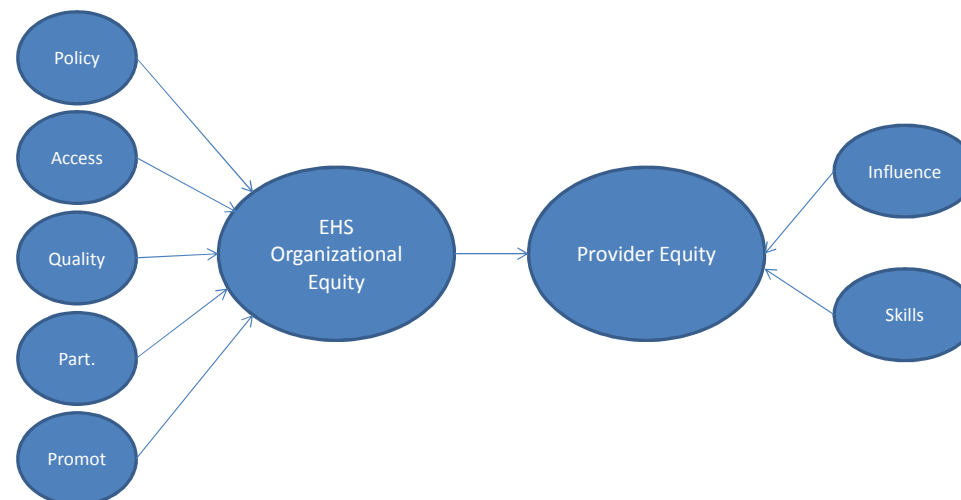 Policy
Access
Quality
Part.
Promot
EHS
Organizational
Equity
Provider Equity
Influence
Skills